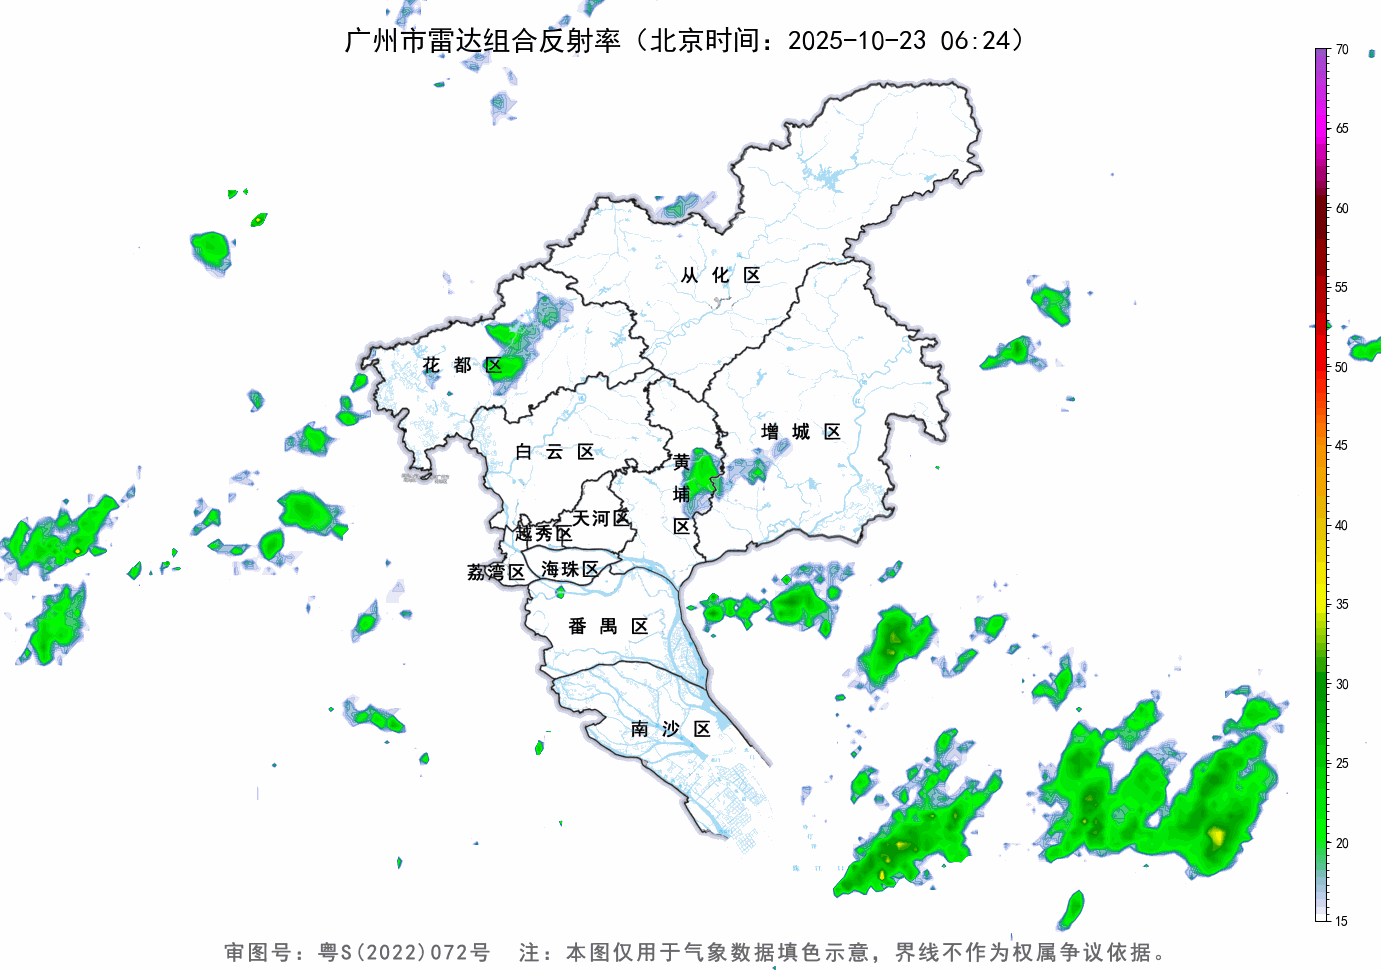 广州市雷达组合反射率（北京时间：2025-10-23 06:24）
70
65
60
55
50
45
40
35
30
25
20
15
从 化 区
花 都 区
增 城 区
白 云 区
黄埔区
天河区
越秀区
海珠区
荔湾区
番 禺 区
南 沙 区
审图号：粤S(2022)072号 注：本图仅用于气象数据填色示意，界线不作为权属争议依据。